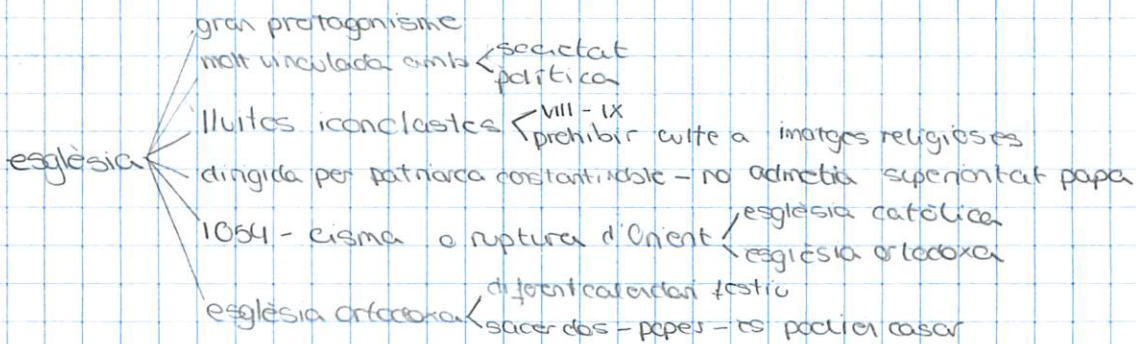 gran protagonisme
molt vinculada amb < societat
política
lluites iconclastes < VIII - IX
prohibir culte a imatges religioses
església
dirigida per patriarca constantinoble - no admetia superioritat papa
1054 - cisma o ruptura d'Orient < església catòlica
església ortodoxa
església ortodoxa < diferent calendari festiu
sacerdos - popes - es podien casar